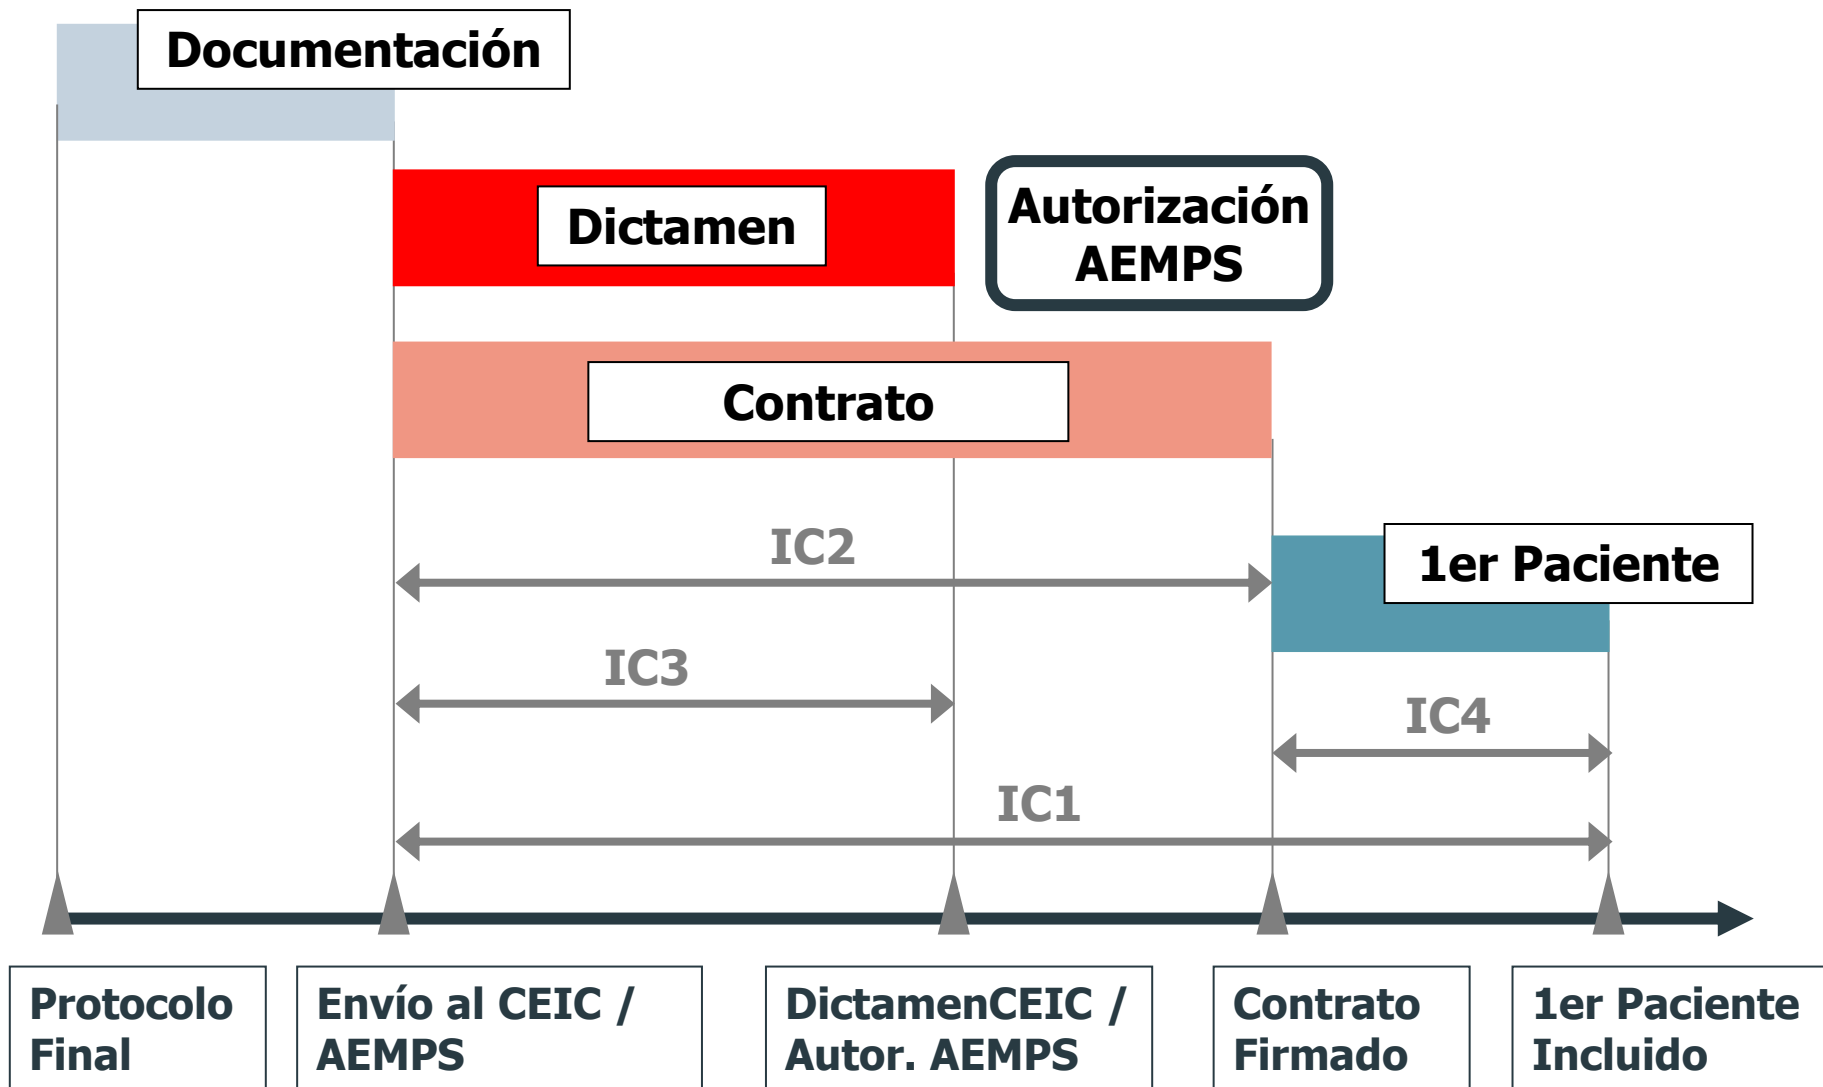 Documentación
Dictamen
Autorización
AEMPS
Contrato
IC2
1er Paciente
IC3
IC4
IC1
Protocolo
Final
Envío al CEIC /
AEMPS
DictamenCEIC /
Autor. AEMPS
Contrato
Firmado
1er Paciente
Incluido